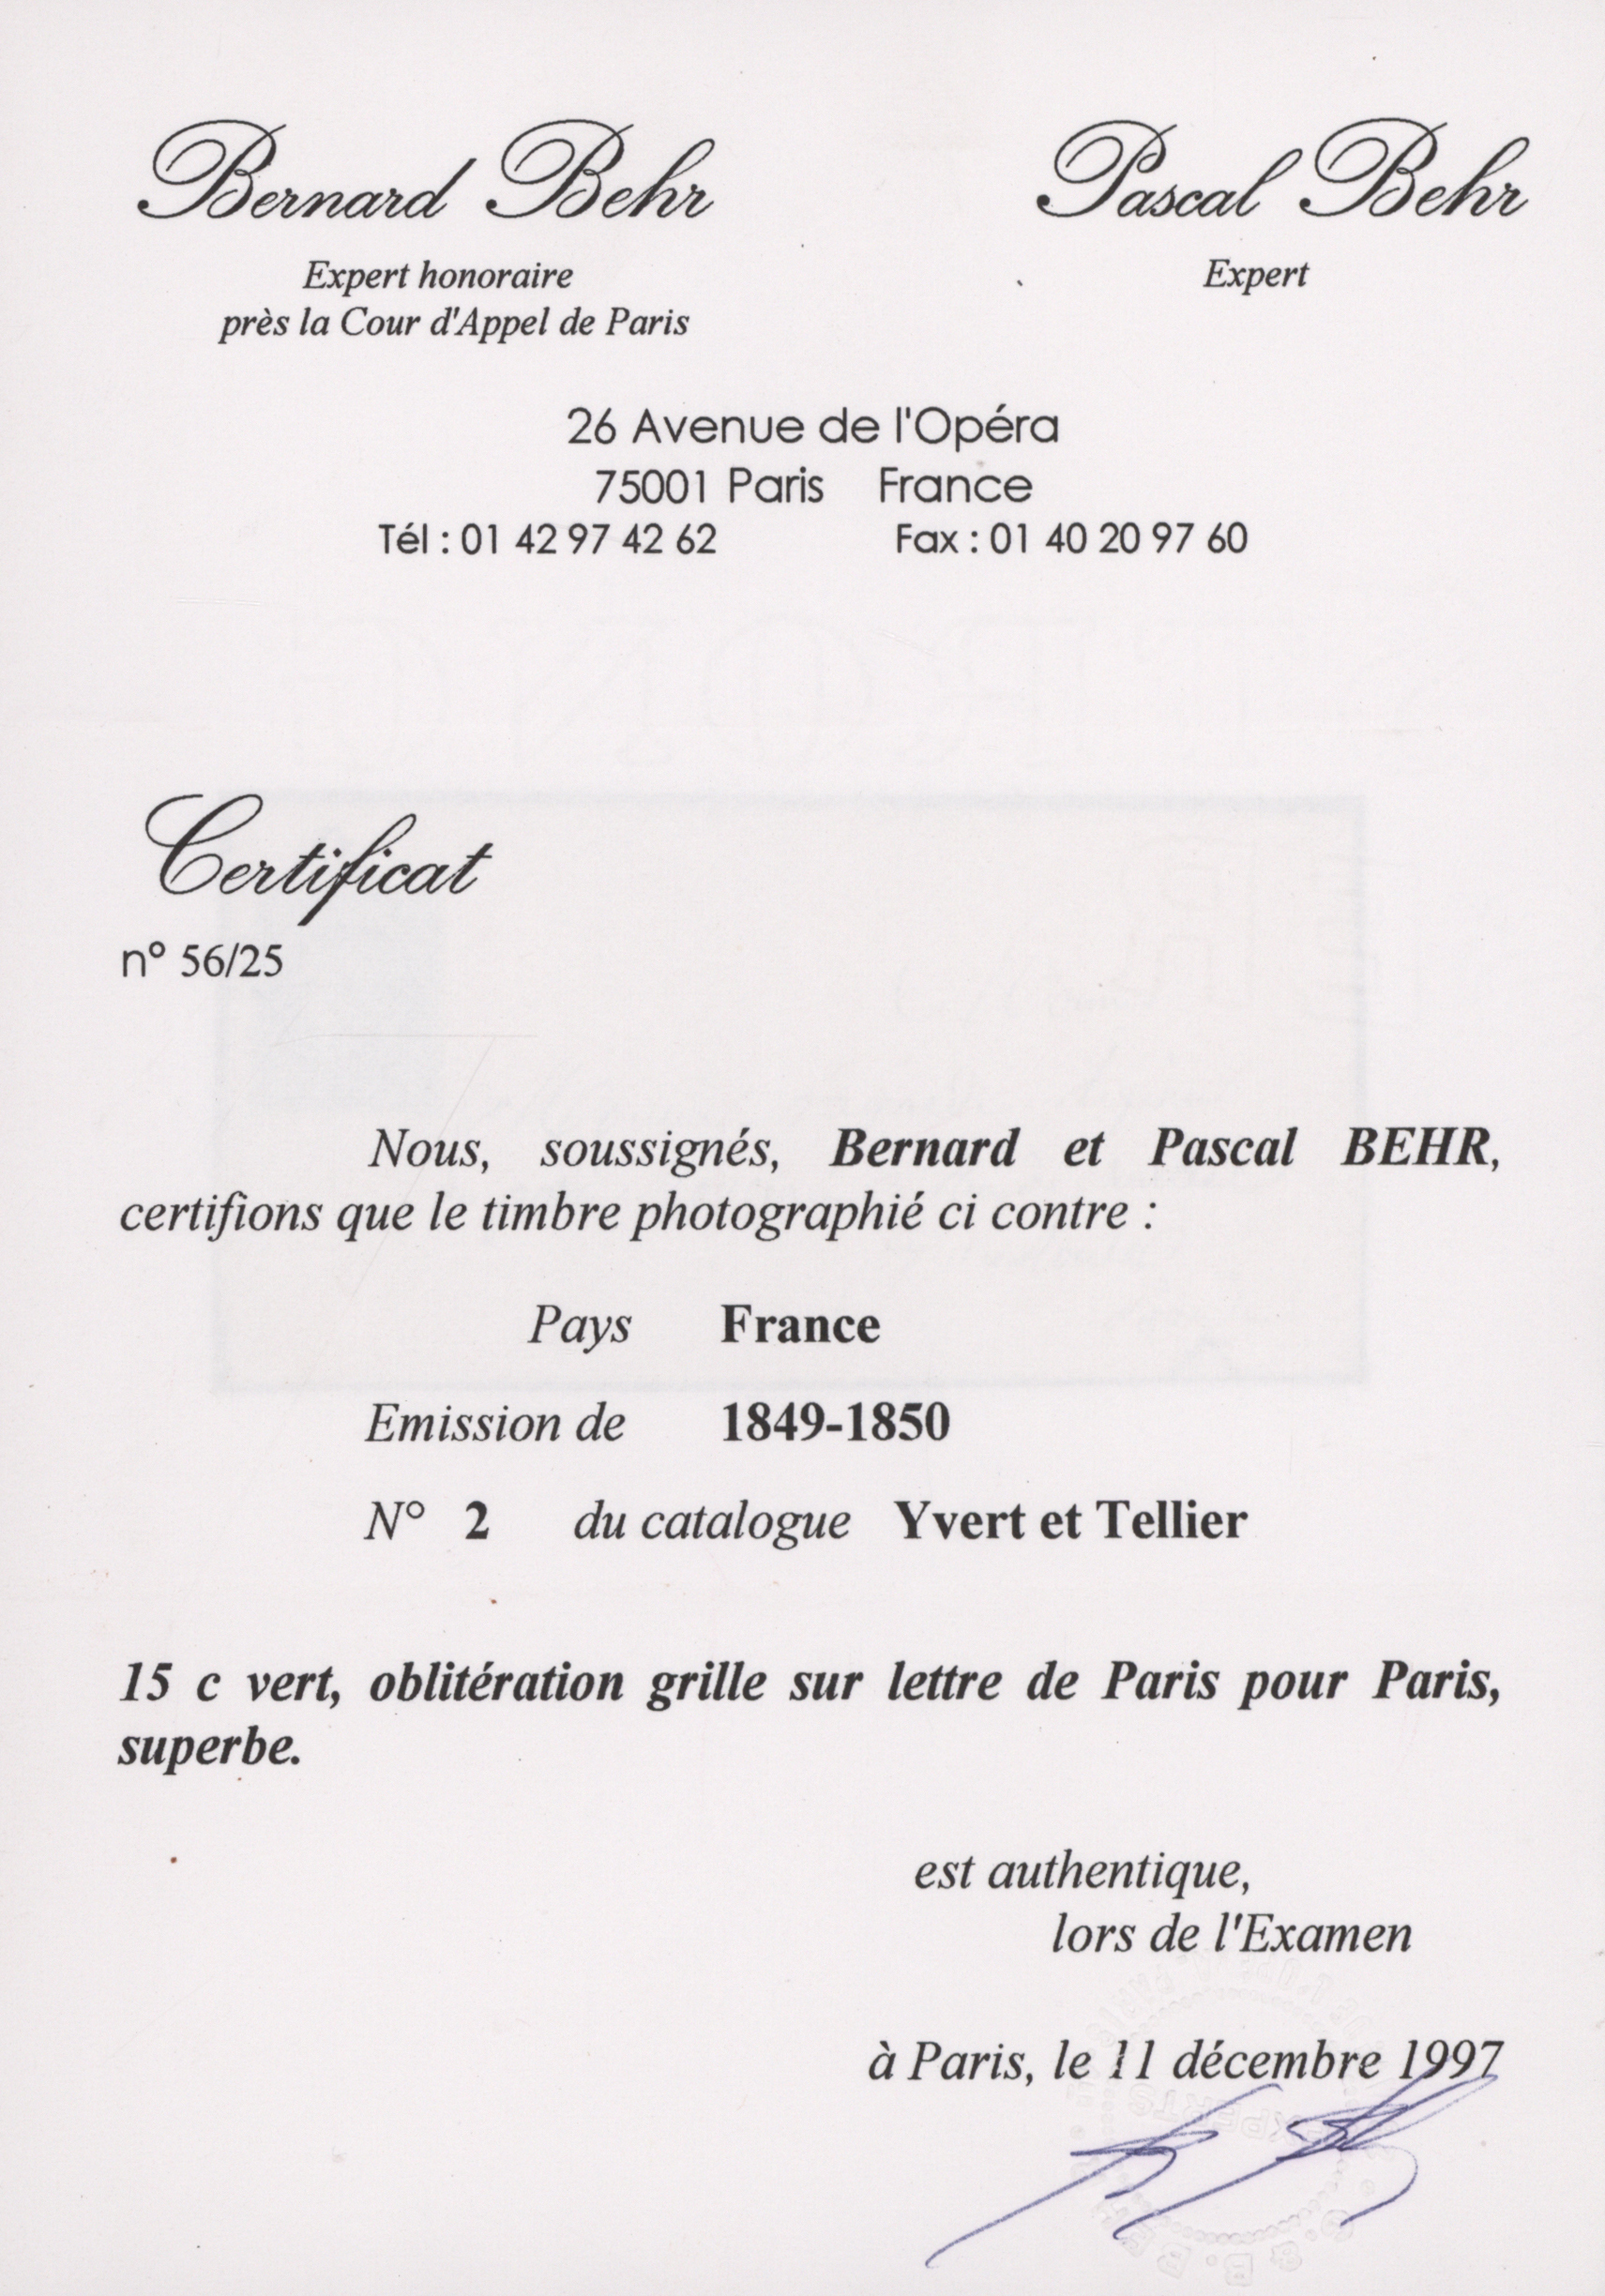 Bernard Behr
Expert honoraire
près la Cour d'Appel de Paris
Pascal Behr
Expert
26 Avenue de l'Opéra
75001 Paris France
Tél : 01 42 97 42 62 Fax : 01 40 20 97 60
Certificat
n° 56/25
Nous, soussignés, Bernard et Pascal BEHR,
certifions que le timbre photographié ci contre :
Pays France
Emission de 1849-1850
N° 2 du catalogue Yvert et Tellier
15 c vert, oblitération grille sur lettre de Paris pour Paris,
superbe.
est authentique,
lors de l'Examen
à Paris, le 11 décembre 1997